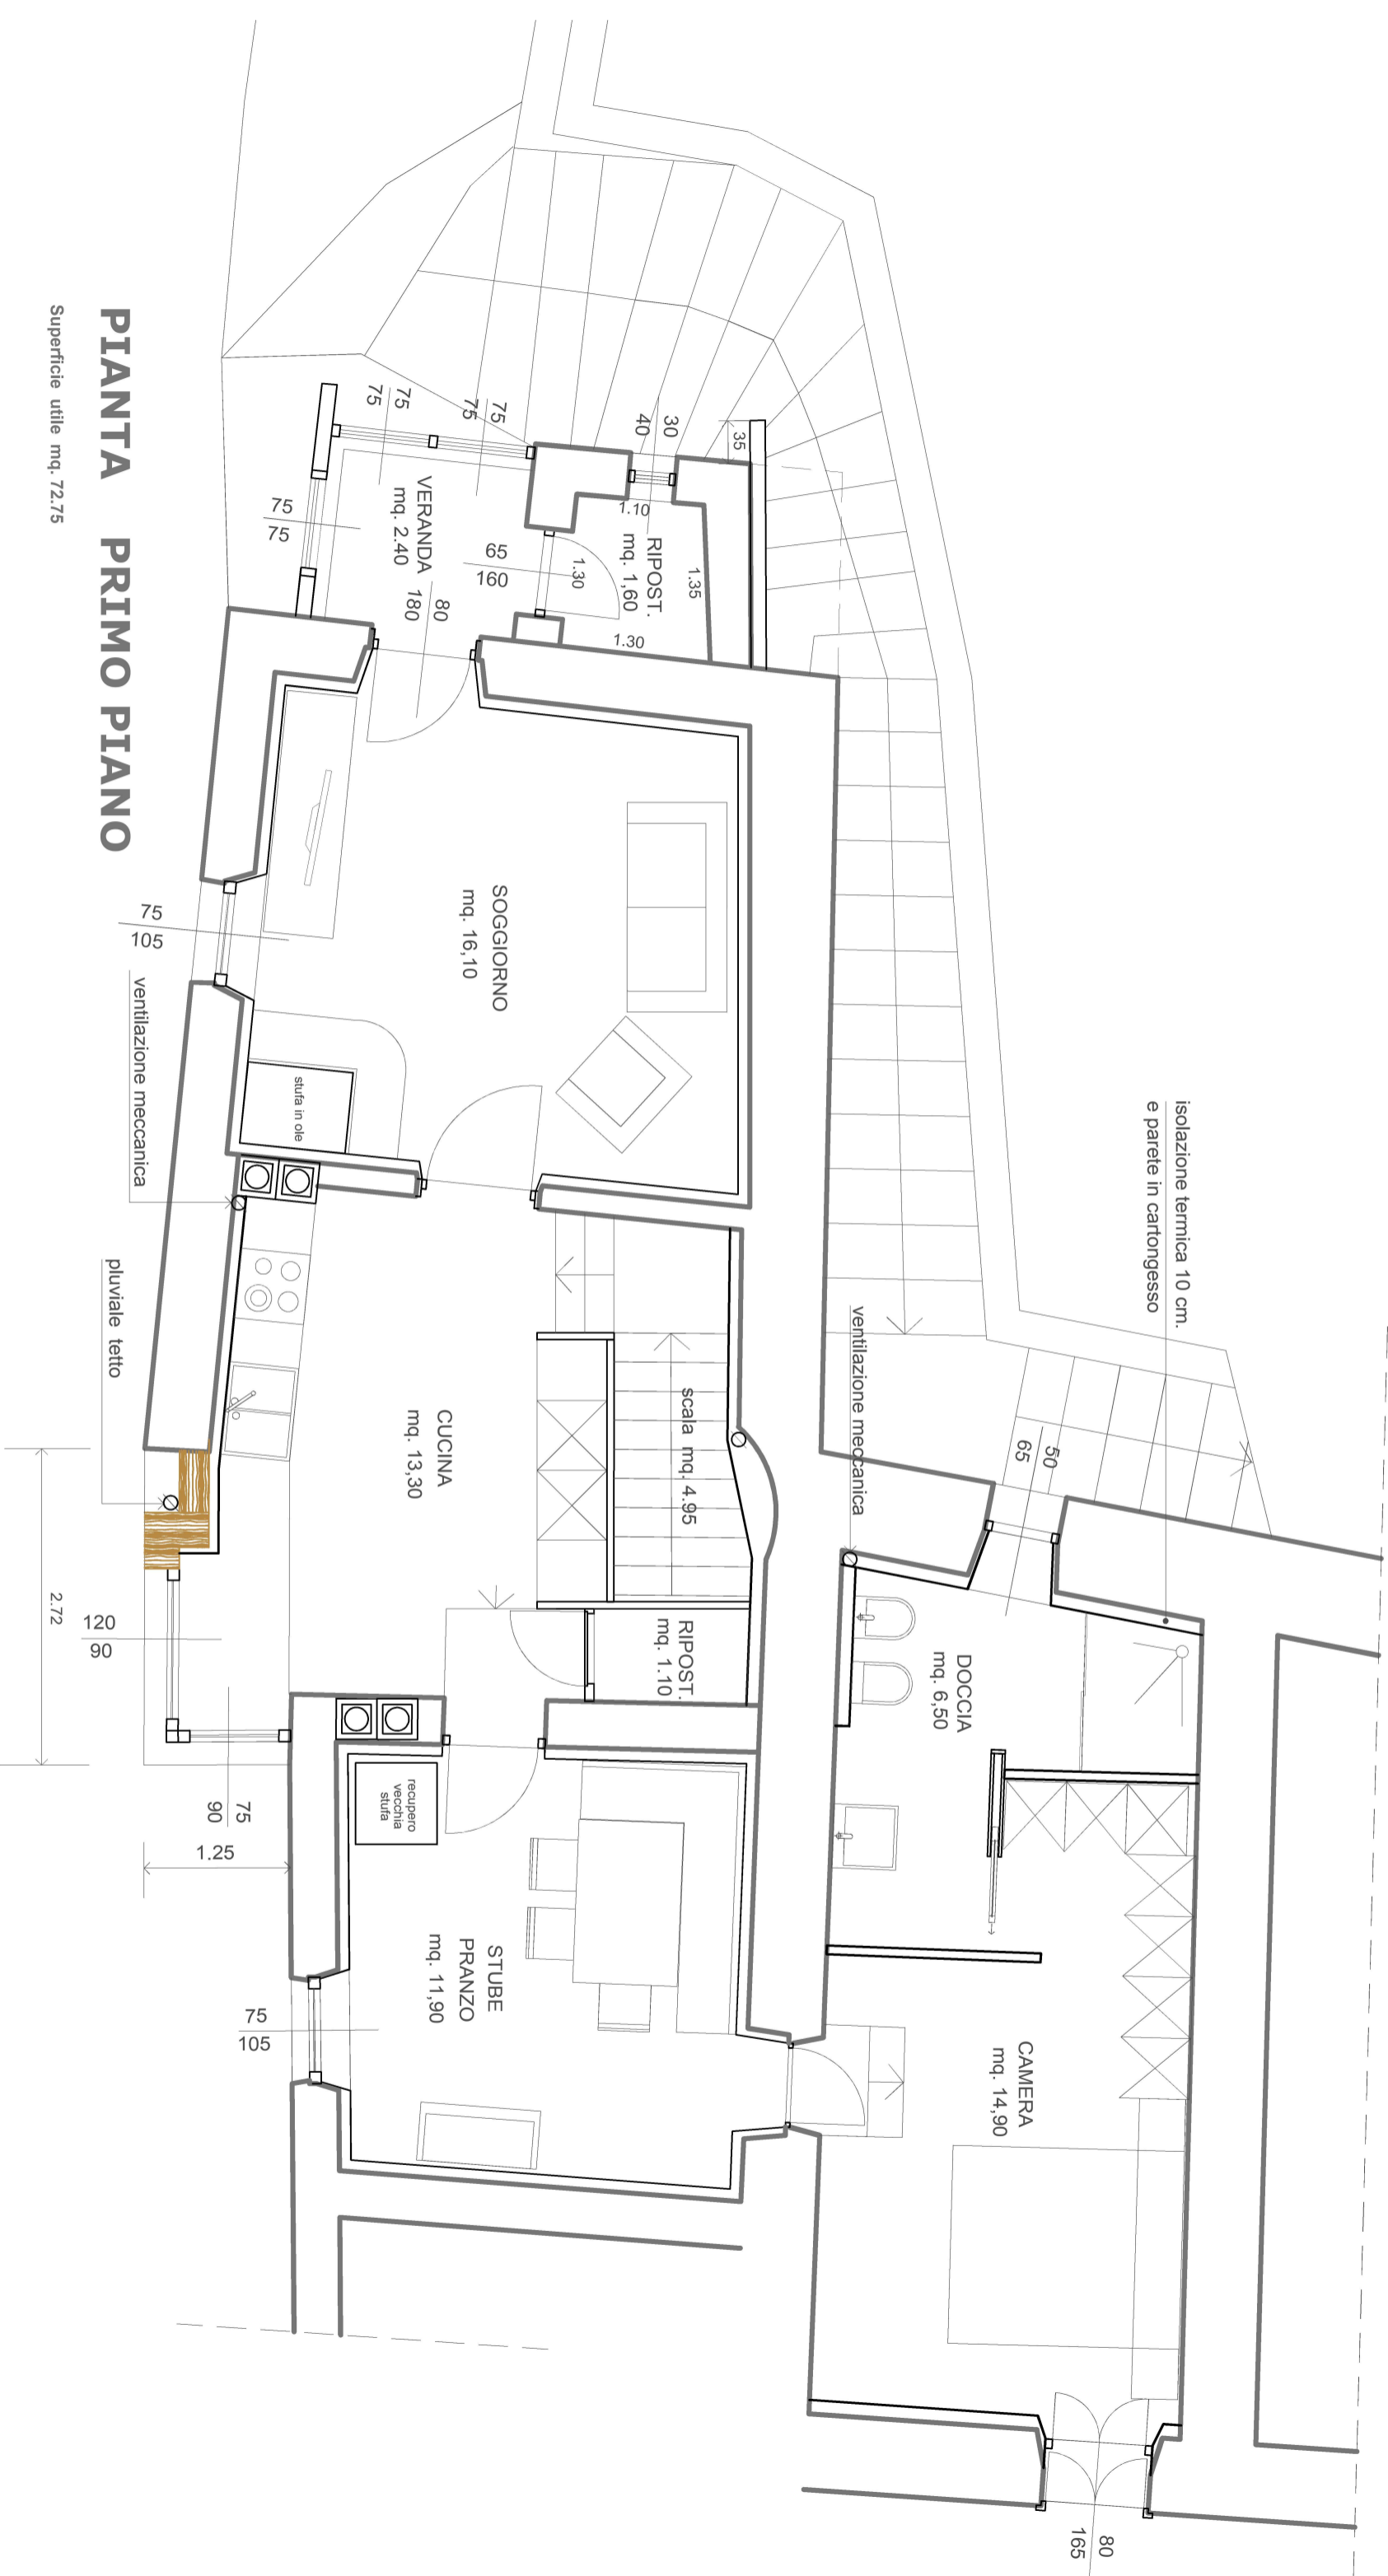 PIANTA PRIMO PIANO
Superficie utile mq. 72.75
isolazione termica 10 cm.
e parete in cartongesso
35
30
40
1.10
RIPOST.
mq. 1,60
1.35
1.30
1.30
65
160
75
75
75
75
VERANDA
mq. 2.40
80
180
75
75
SOGGIORNO
mq. 16,10
stufa in ole
75
105
ventilazione meccanica
pluviale tetto
CUCINA
mq. 13,30
scala mq. 4.95
ventilazione meccanica
50
65
RIPOST.
mq. 1.10
DOCCIA
mq. 6,50
2.72
120
90
75
90
1.25
recupero
vecchia
stufa
STUBE
PRANZO
mq. 11,90
75
105
CAMERA
mq. 14,90
80
165